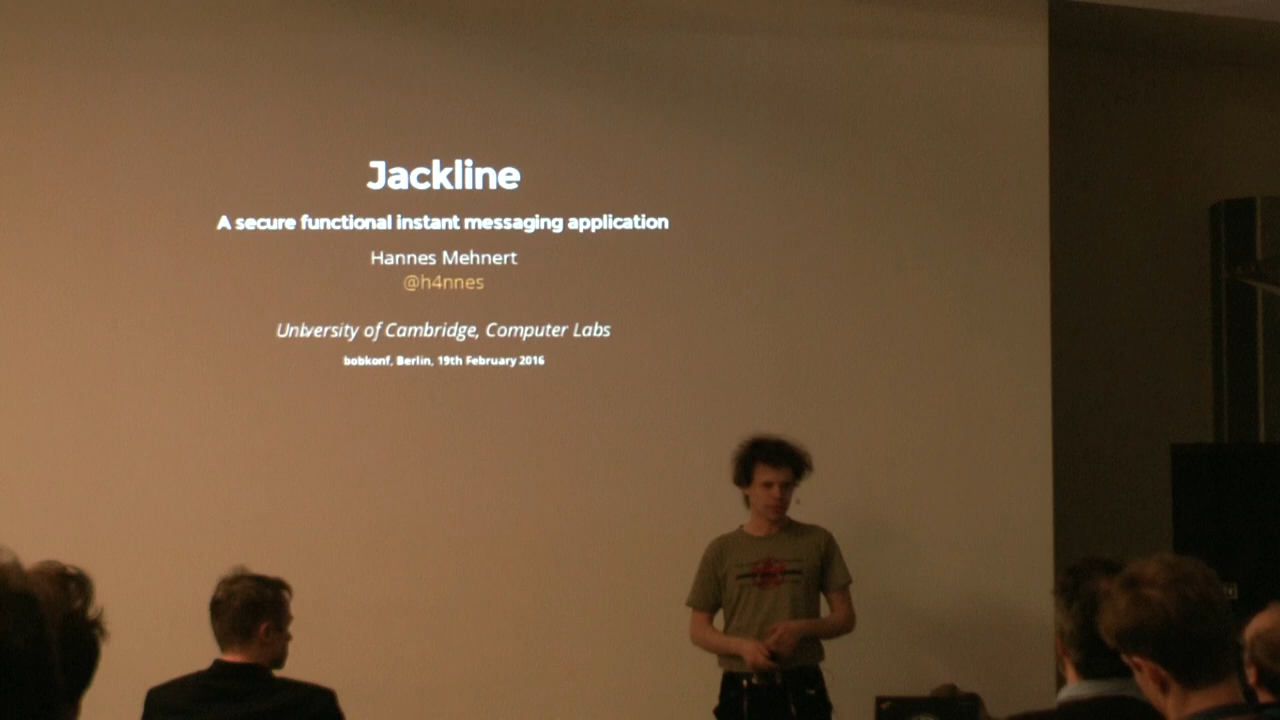 Jackline
A secure functional instant messaging application
Hannes Mehnert
@h4nnes
University of Cambridge, Computer Labs
bobkonf, Berlin, 19th February 2016